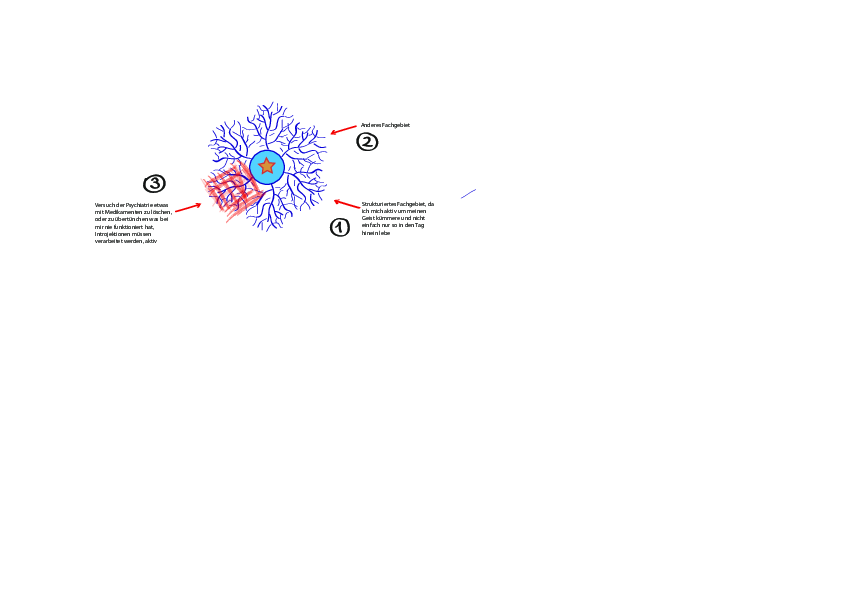 Anderes Fachgebiet
2
3
Versuch der Psychiatrie etwas
mit Medikamenten zu löschen,
oder zu übertünchen was bei
mir nie funktioniert hat,
Introjektionen müssen
verarbeitet werden, aktiv
Strukturiertes Fachgebiet, da
ich mich aktiv um meinen
Geist kümmere und nicht
einfach nur so in den Tag
hinein lebe
1